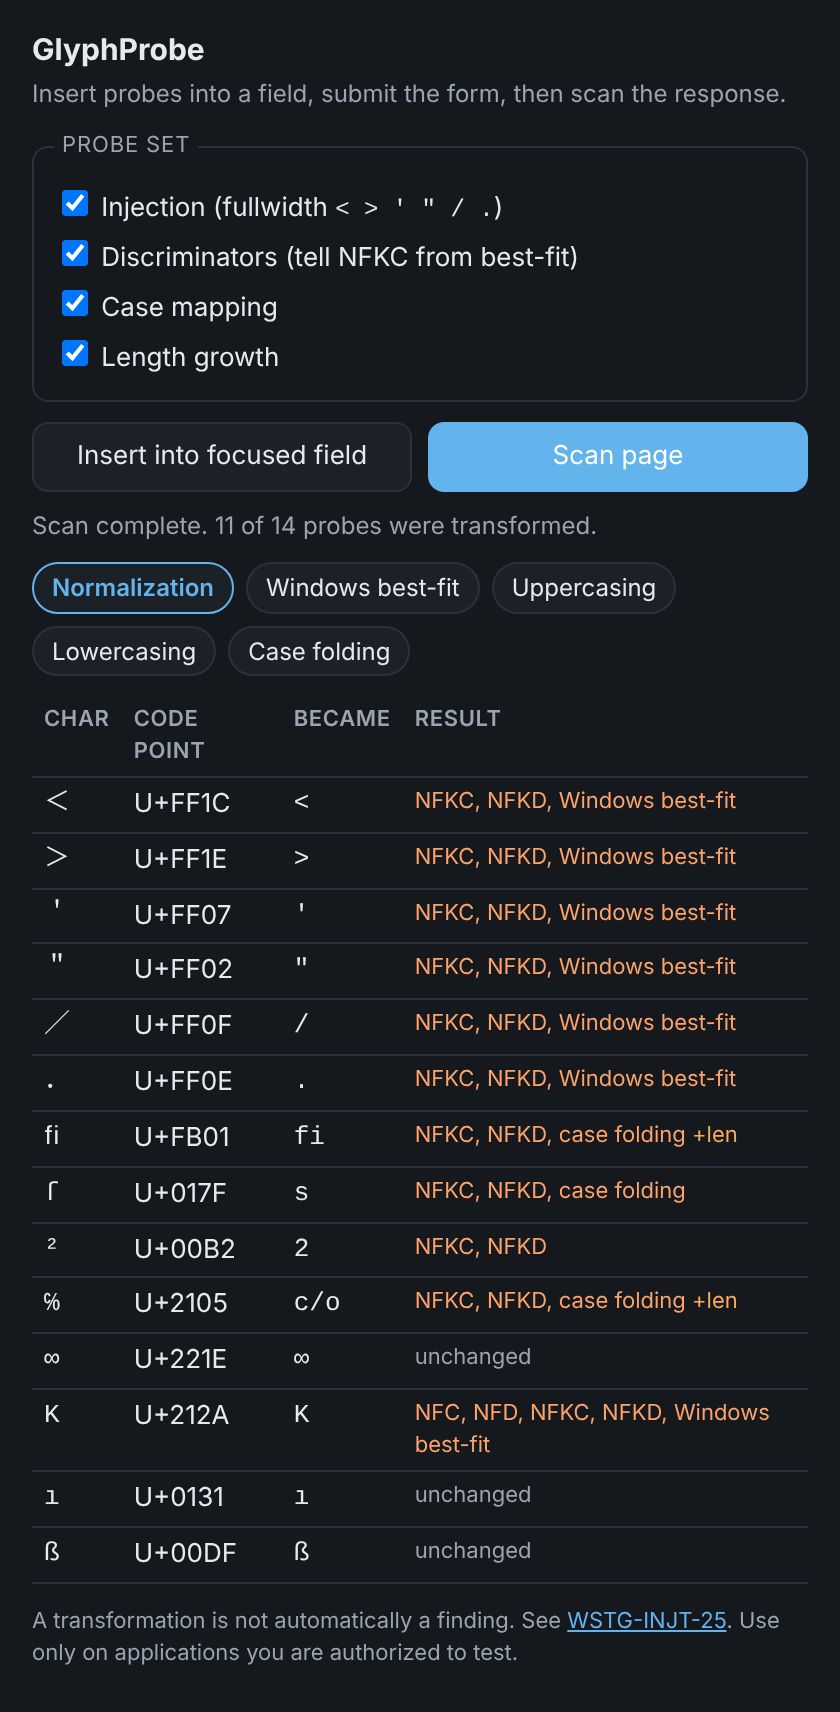 GlyphProbe
Insert probes into a field, submit the form, then scan the response.
PROBE SET
Injection (fullwidth < > ' " / .)
Discriminators (tell NFKC from best-fit)
Case mapping
Length growth
Insert into focused field
Scan page
Scan complete. 11 of 14 probes were transformed.
Normalization Windows best-fit Uppercasing
Lowercasing Case folding
CHAR CODE POINT BECAME RESULT
＜ U+FF1C < NFKC, NFKD, Windows best-fit
＞ U+FF1E > NFKC, NFKD, Windows best-fit
＇ U+FF07 ' NFKC, NFKD, Windows best-fit
＂ U+FF02 " NFKC, NFKD, Windows best-fit
／ U+FF0F / NFKC, NFKD, Windows best-fit
． U+FF0E . NFKC, NFKD, Windows best-fit
ﬁ U+FB01 fi NFKC, NFKD, case folding +len
ſ U+017F s NFKC, NFKD, case folding
² U+00B2 2 NFKC, NFKD
℅ U+2105 c/o NFKC, NFKD, case folding +len
∞ U+221E ∞ unchanged
K U+212A K NFC, NFD, NFKC, NFKD, Windows
best-fit
ı U+0131 ı unchanged
ß U+00DF ß unchanged
A transformation is not automatically a finding. See WSTG-INJT-25. Use
only on applications you are authorized to test.